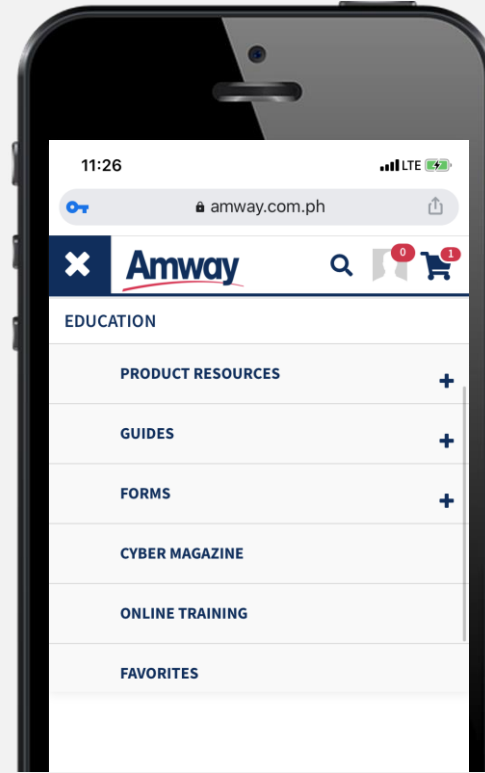 11:26 LTE
amway.com.ph
Amway 0 1
EDUCATION
PRODUCT RESOURCES
GUIDES
FORMS
CYBER MAGAZINE
ONLINE TRAINING
FAVORITES